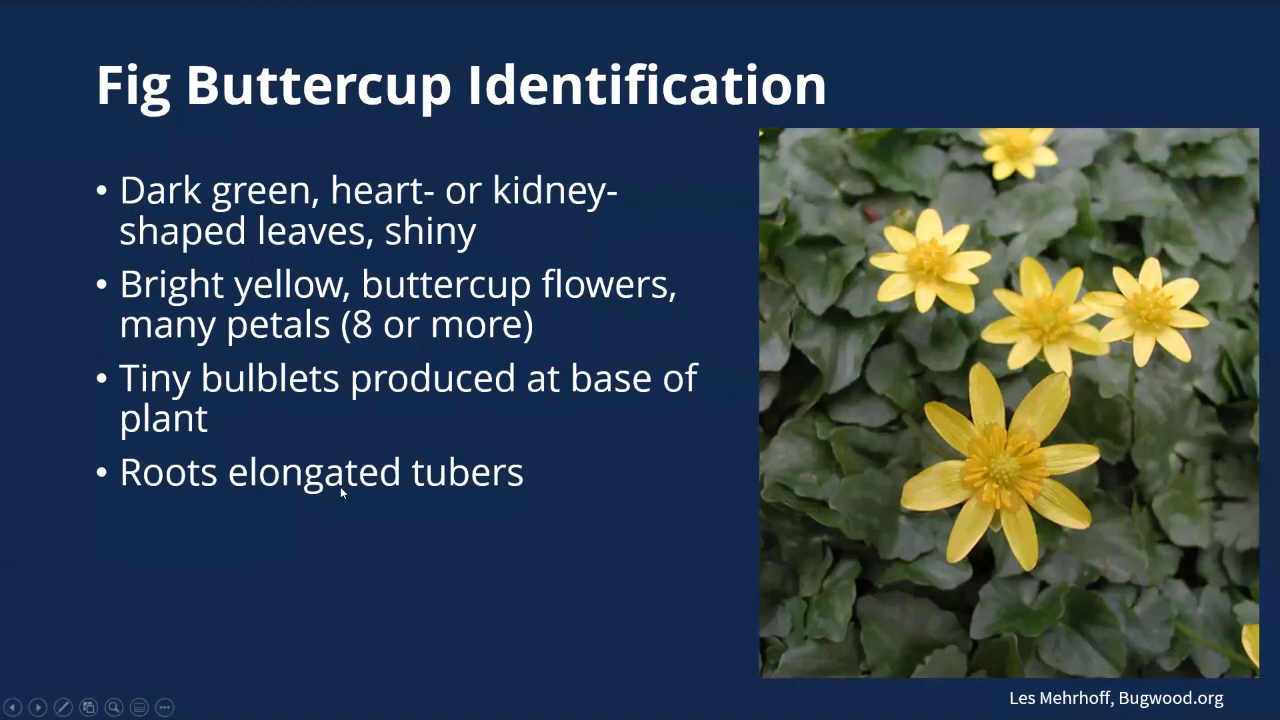 Fig Buttercup Identification
• Dark green, heart- or kidney-
shaped leaves, shiny
• Bright yellow, buttercup flowers,
many petals (8 or more)
• Tiny bulblets produced at base of
plant
• Roots elongated tubers
Les Mehrhoff, Bugwood.org